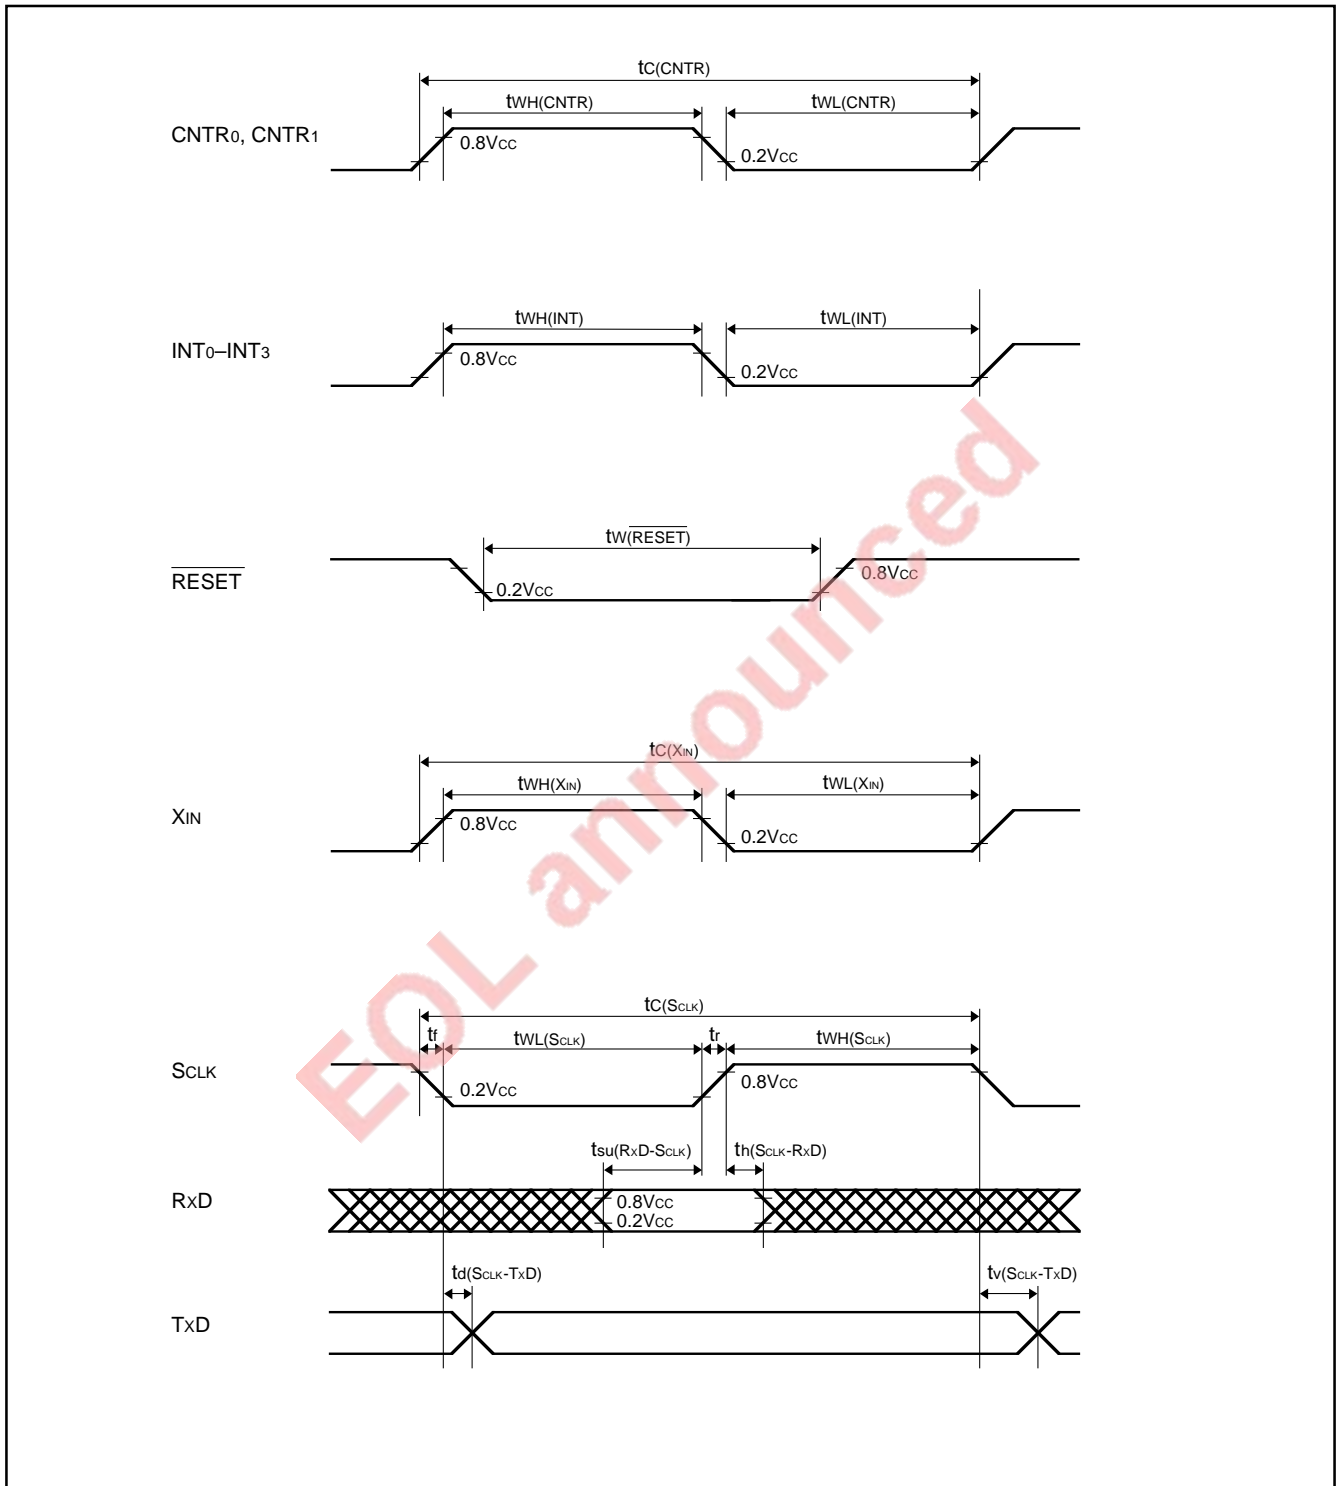 tC(CNTR)
tWH(CNTR) tWL(CNTR)
CNTR0, CNTR1
0.8VCC
0.2VCC
tWH(INT) tWL(INT)
INT0–INT3
0.8VCC
0.2VCC
tW(RESET)
RESET
0.8VCC
0.2VCC
tC(XIN)
tWH(XIN) tWL(XIN)
XIN
0.8VCC
0.2VCC
tC(SCLK)
tf tWL(SCLK) tr tWH(SCLK)
SCLK
0.2VCC
0.8VCC
tsu(RxD-SCLK) th(SCLK-RxD)
RxD
0.8VCC
0.2VCC
td(SCLK-TxD) tv(SCLK-TxD)
TxD
EOL announced